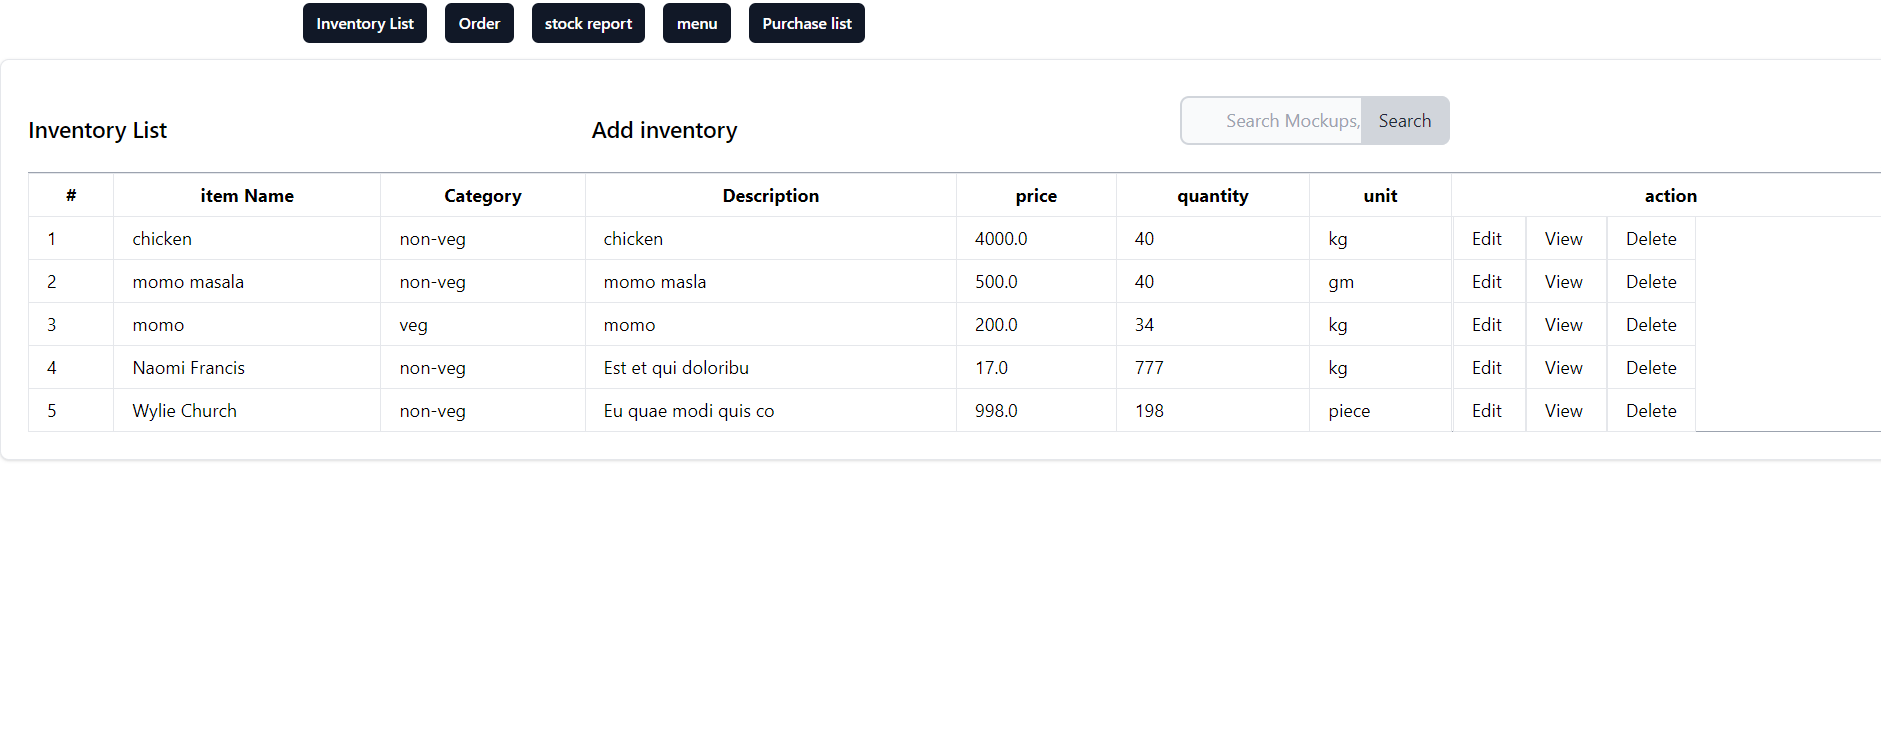 Inventory List Order stock report menu Purchase list
Inventory List Add inventory Search Mockups, Search
# item Name Category Description price quantity unit action
1 chicken non-veg chicken 4000.0 40 kg Edit View Delete
2 momo masala non-veg momo masla 500.0 40 gm Edit View Delete
3 momo veg momo 200.0 34 kg Edit View Delete
4 Naomi Francis non-veg Est et qui doloribu 17.0 777 kg Edit View Delete
5 Wylie Church non-veg Eu quae modi quis co 998.0 198 piece Edit View Delete